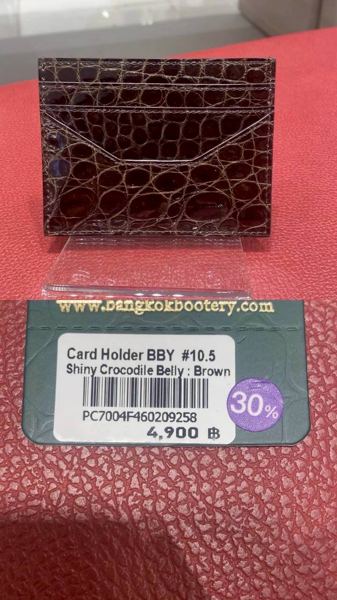 www.bangkokbootery.com
Card Holder BBY #10.5
Shiny Crocodile Belly : Brown
PC7004F460209258
4,900 ฿
30%